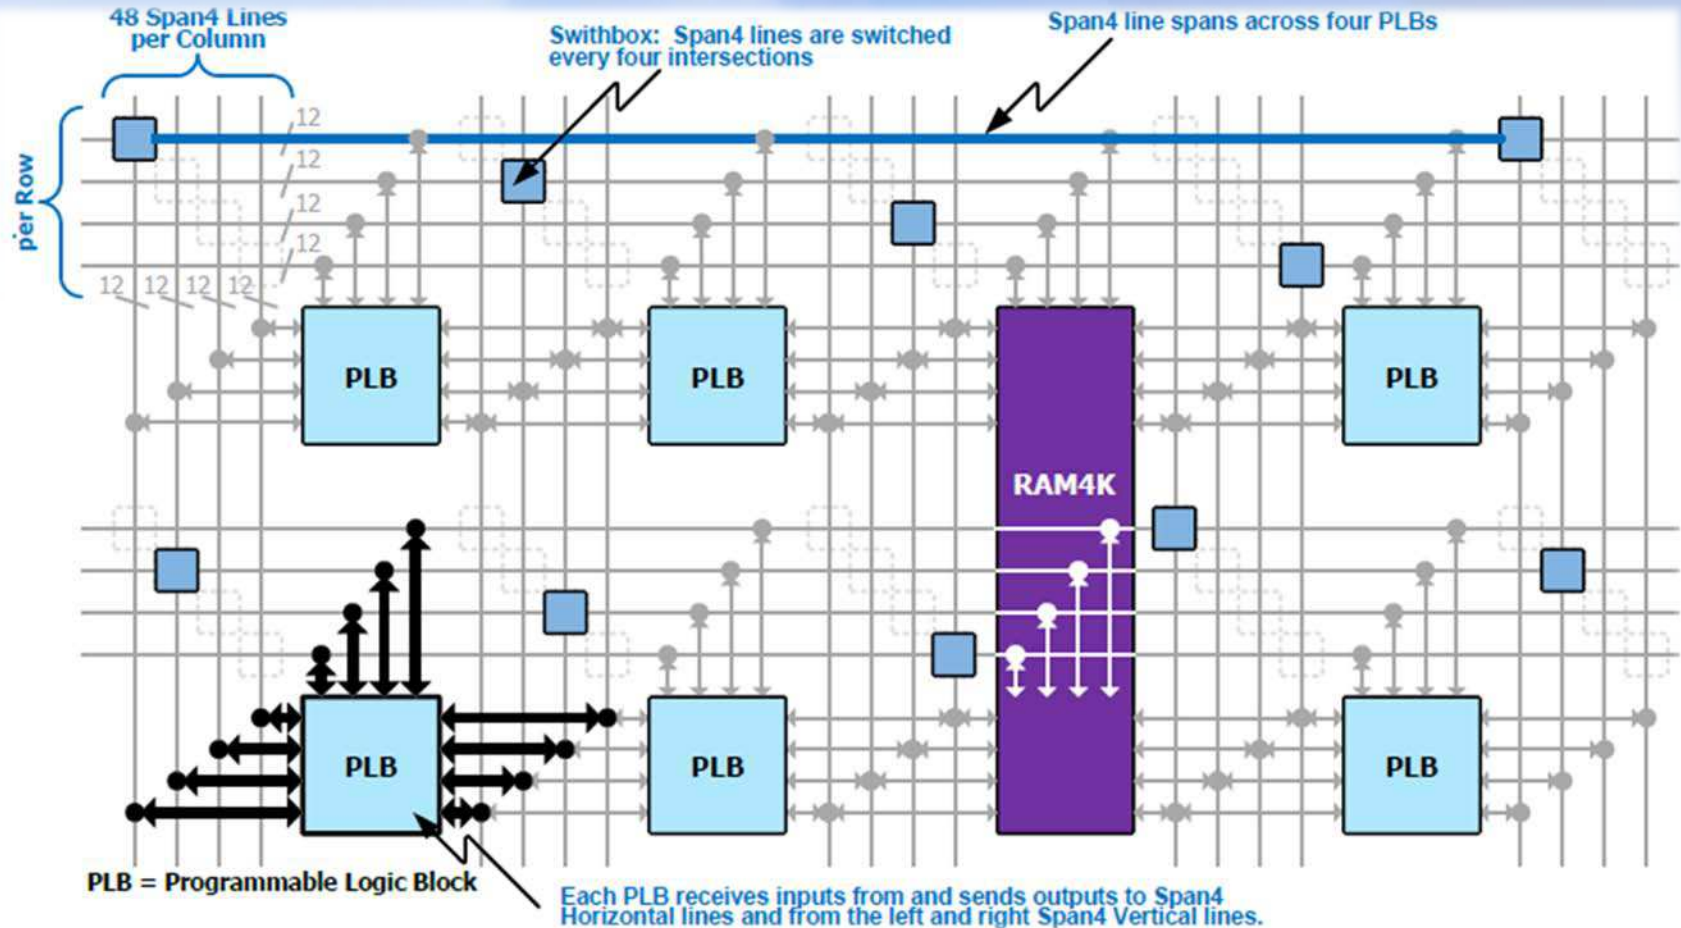 48 Span4 Lines
per Column
Swithbox: Span4 lines are switched
every four intersections
Span4 line spans across four PLBs
per Row
12
12
12
12
12 12 12 12
PLB
PLB
PLB
RAM4K
PLB
PLB
PLB
PLB = Programmable Logic Block
Each PLB receives inputs from and sends outputs to Span4
Horizontal lines and from the left and right Span4 Vertical lines.